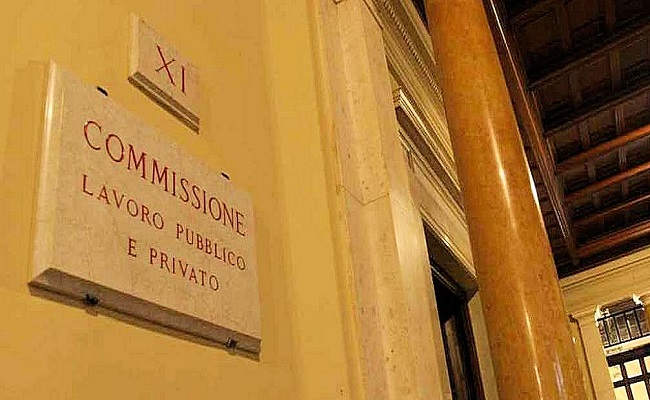 XI
COMMISSIONE
LAVORO PUBBLICO
E PRIVATO